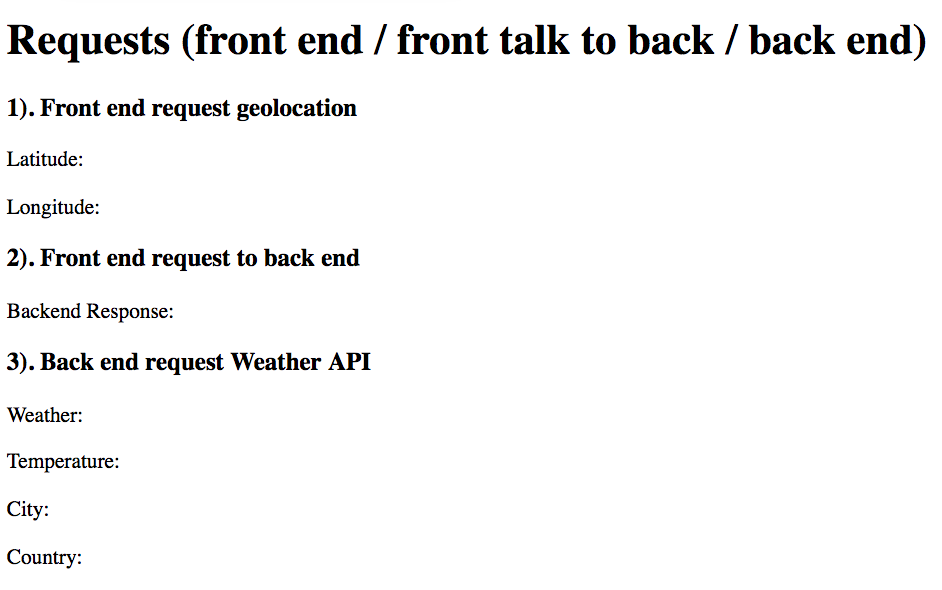 Requests (front end / front talk to back / back end)
1). Front end request geolocation
Latitude:
Longitude:
2). Front end request to back end
Backend Response:
3). Back end request Weather API
Weather:
Temperature:
City:
Country: